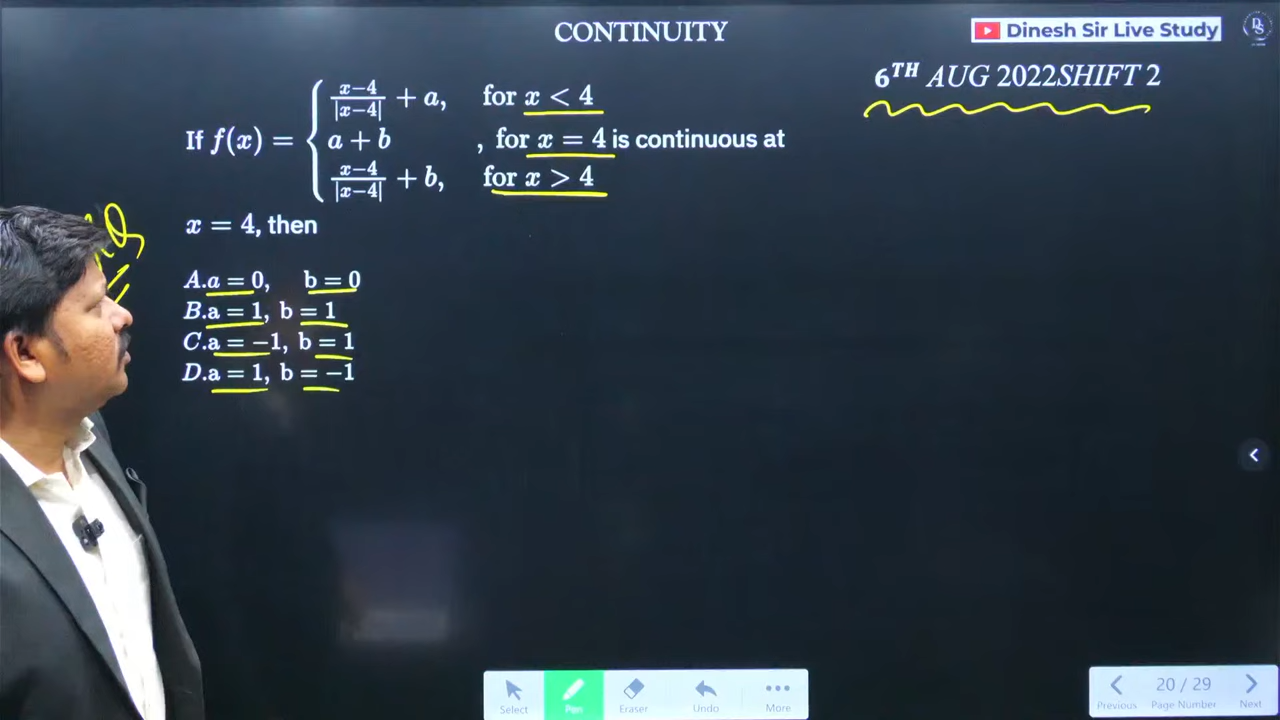 CONTINUITY
Dinesh Sir Live Study
DS
6TH AUG 2022SHIFT 2
If f(x) = { x−4/|x−4| + a, for x < 4
a + b , for x = 4 is continuous at
x−4/|x−4| + b, for x > 4
x = 4, then
A.a = 0, b = 0
B.a = 1, b = 1
C.a = −1, b = 1
D.a = 1, b = −1
Select
Pen
Eraser
Undo
More
Previous
20 / 29
Page Number
Next